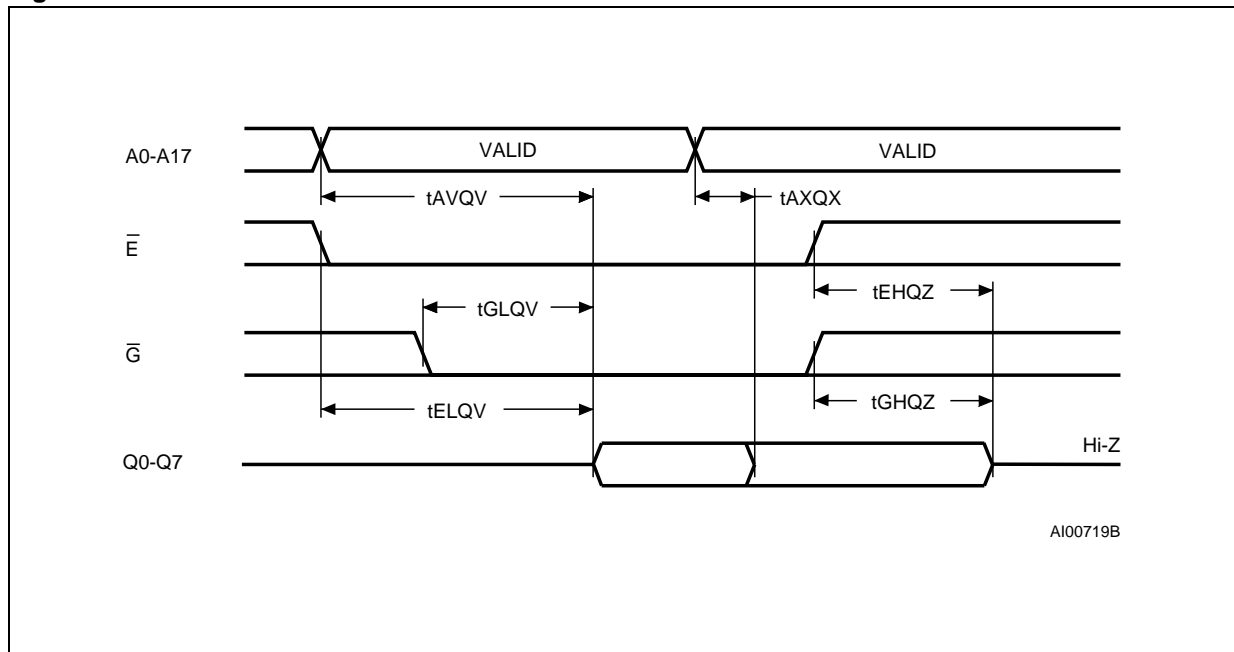 A0-A17
VALID
VALID
tAVQV
tAXQX
E̅
tEHQZ
tGLQV
G̅
tGHQZ
tELQV
Q0-Q7
Hi-Z
AI00719B